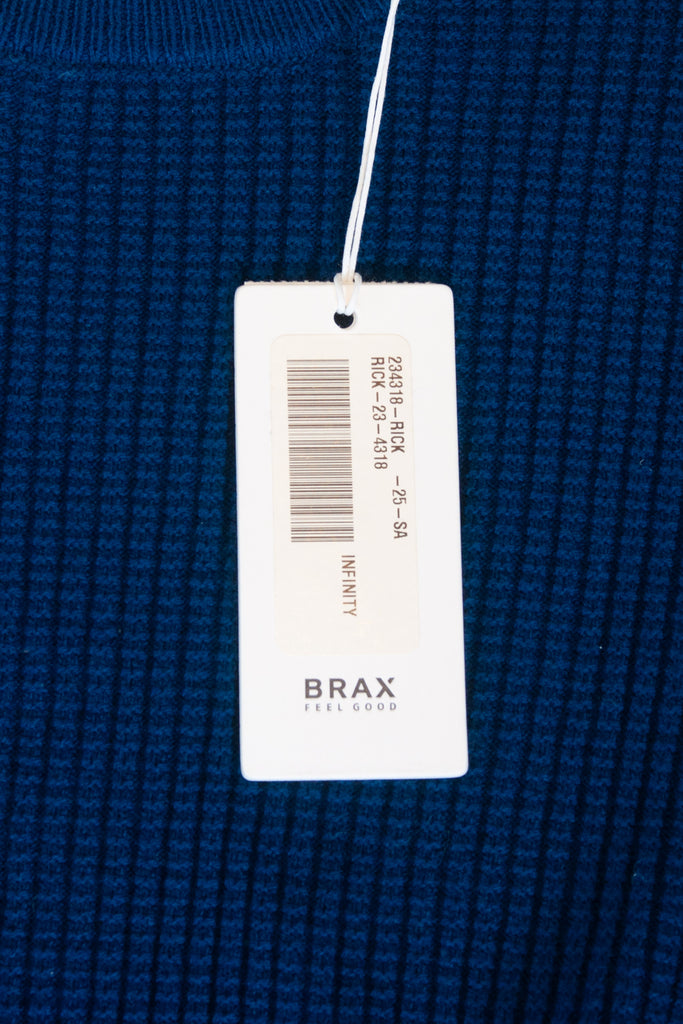 234318-RICK -25-SA
RICK-23-4318
INFINITY
BRAX
FEEL GOOD